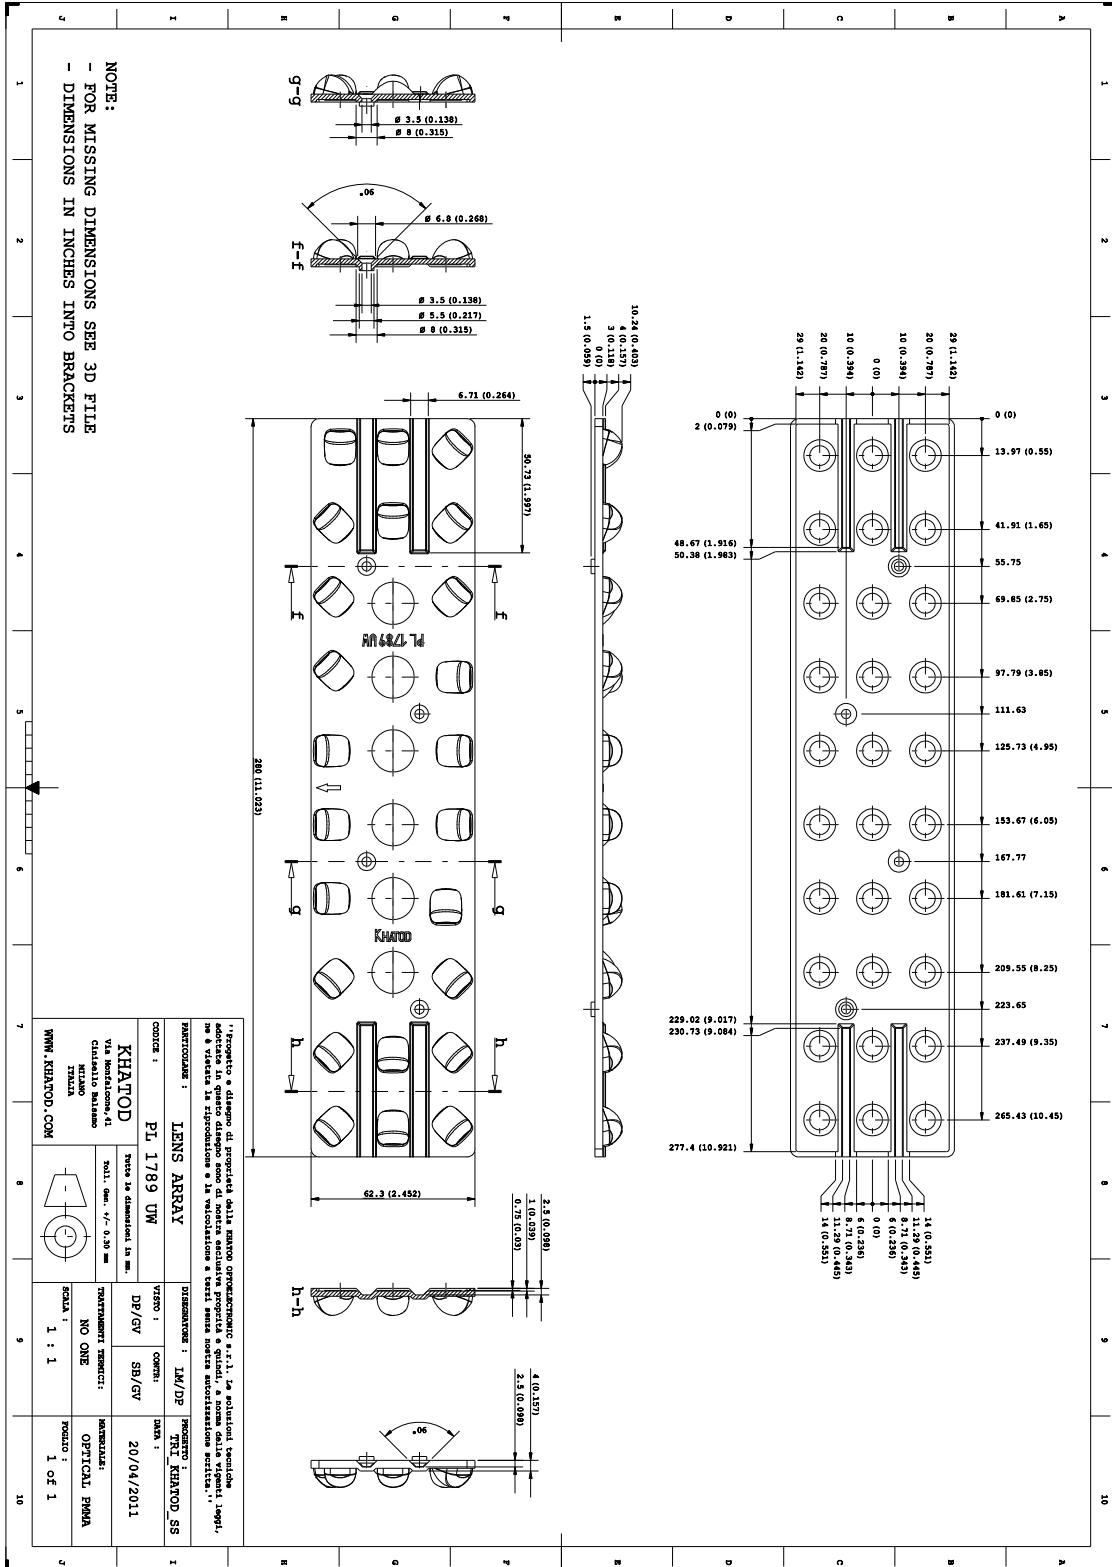 NOTE:
- FOR MISSING DIMENSIONS SEE 3D FILE
- DIMENSIONS IN INCHES INTO BRACKETS
J
I
H
G
F
E
D
C
B
A
1
2
3
4
5
6
7
8
9
10
g-g
Ø 3.5 (0.138)
Ø 8 (0.315)
90°
Ø 6.8 (0.268)
f-f
Ø 3.5 (0.138)
Ø 5.5 (0.217)
Ø 8 (0.315)
10.24 (0.403)
4 (0.157)
3 (0.118)
0 (0)
1.5 (0.059)
29 (1.142)
20 (0.787)
10 (0.394)
0 (0)
10 (0.394)
20 (0.787)
29 (1.142)
0 (0)
2 (0.079)
48.67 (1.916)
50.38 (1.983)
229.02 (9.017)
230.73 (9.084)
277.4 (10.921)
0 (0)
13.97 (0.55)
41.91 (1.65)
55.75
69.85 (2.75)
97.79 (3.85)
111.63
125.73 (4.95)
153.67 (6.05)
167.77
181.61 (7.15)
209.55 (8.25)
223.65
237.49 (9.35)
265.43 (10.45)
14 (0.551)
11.29 (0.445)
8.71 (0.343)
6 (0.236)
0 (0)
6 (0.236)
8.71 (0.343)
11.29 (0.445)
14 (0.551)
6.71 (0.264)
50.73 (1.997)
280 (11.023)
62.3 (2.452)
f
f
g
g
h
h
PL 1789 UW
KHATOD
2.5 (0.098)
1 (0.039)
0.75 (0.03)
h-h
4 (0.157)
2.5 (0.098)
90°
''Progetto e disegno di proprietà della KHATOD OPTOELECTRONIC s.r.l. Le soluzioni tecniche
adottate in questo disegno sono di nostra esclusiva proprità e quindi, a norma delle vigenti leggi,
ne è vietata la riproduzione e la veicolazione a terzi senza nostra autorizzazione scritta.''
PARTICOLARE :
LENS ARRAY
DISEGNATORE :
LM/DP
PROGETTO :
TRI_KHATOD_SS
CODICE :
PL 1789 UW
VISTO :
DP/GV
CONTR:
SB/GV
DATA :
20/04/2011
KHATOD
Via Monfalcone,41
Cinisello Balsamo
MILANO
ITALIA
WWW.KHATOD.COM
Tutte le dimensioni in mm.
Toll. Gen. +/- 0.30 mm
TRATTAMENTI TERMICI:
NO ONE
MATERIALE:
OPTICAL PMMA
SCALA :
1 : 1
FOGLIO :
1 of 1